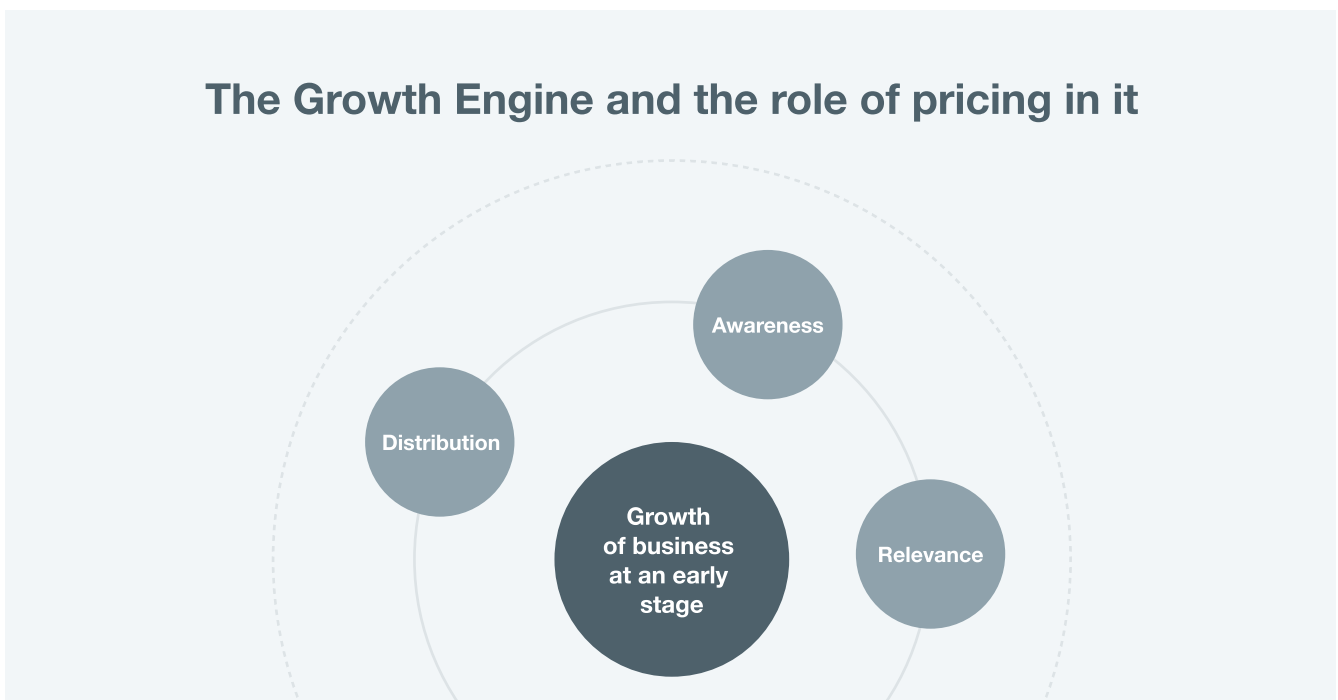 The Growth Engine and the role of pricing in it
Awareness
Distribution
Growth
of business
at an early
stage
Relevance